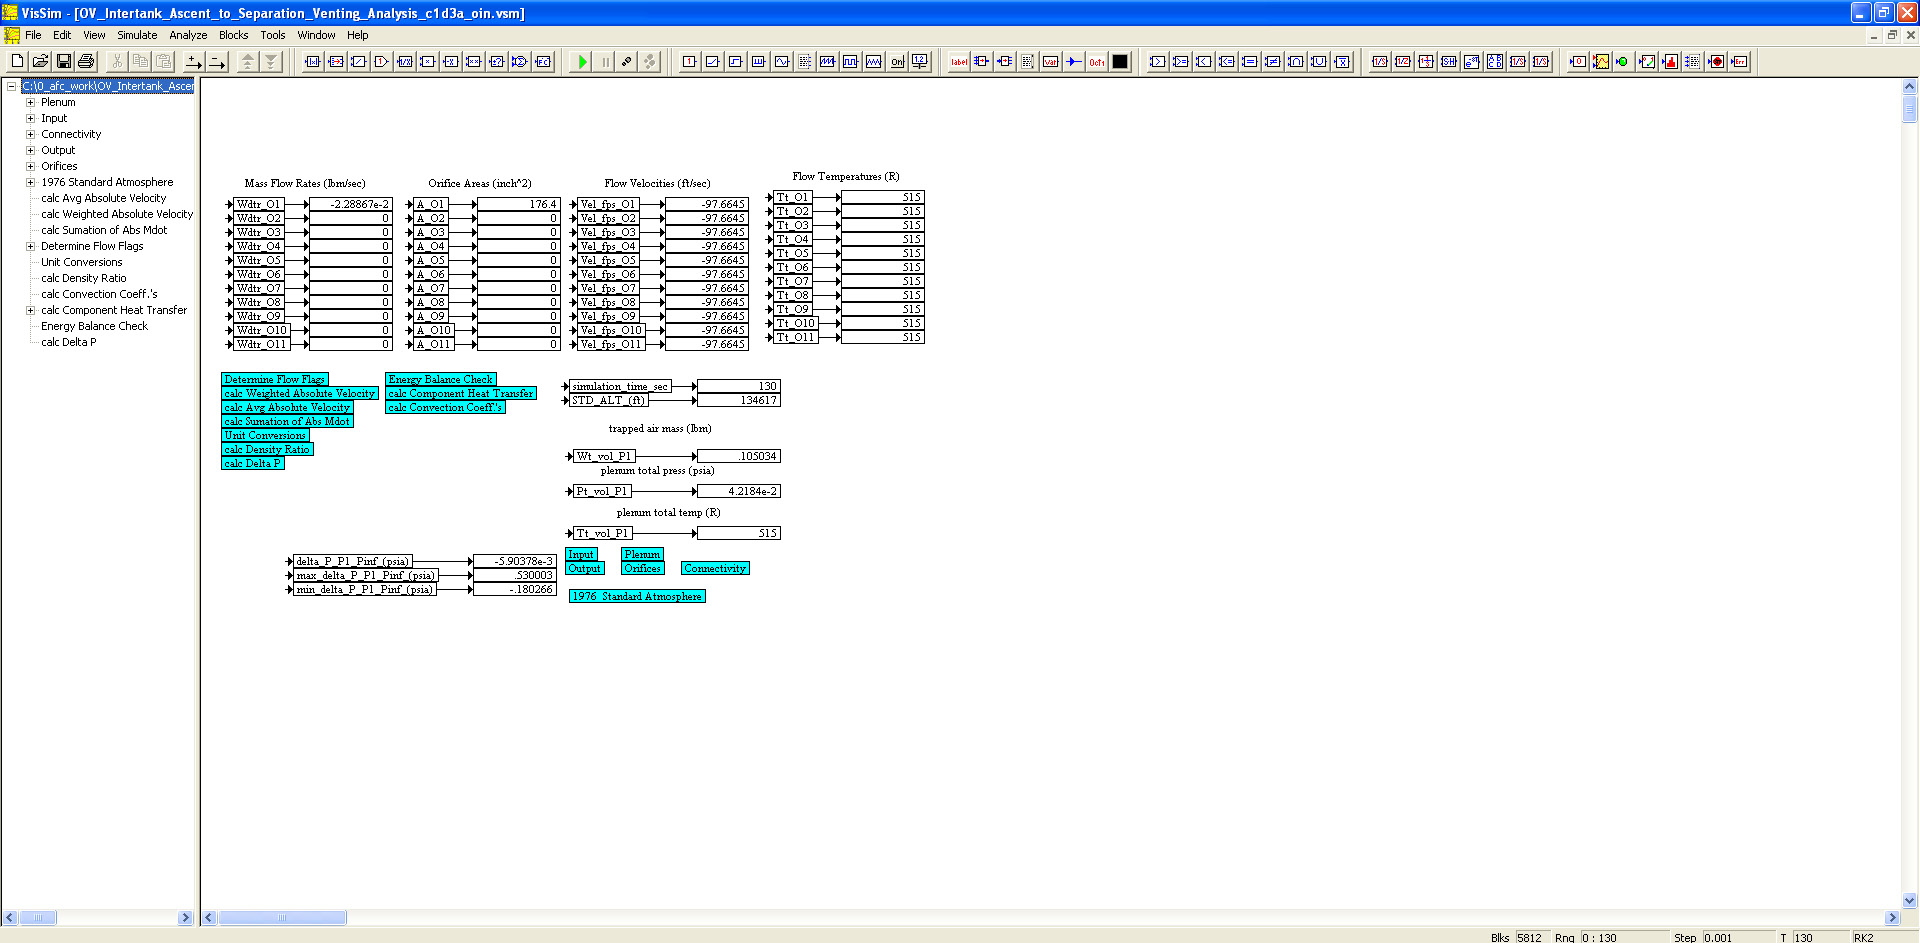 VisSim - [OV_Intertank_Ascent_to_Separation_Venting_Analysis_c1d3a_oin.vsm]
File Edit View Simulate Analyze Blocks Tools Window Help
C:\0_afc_work\OV_Intertank_Ascen
Plenum
Input
Connectivity
Output
Orifices
1976 Standard Atmosphere
calc Avg Absolute Velocity
calc Weighted Absolute Velocity
calc Sumation of Abs Mdot
Determine Flow Flags
Unit Conversions
calc Density Ratio
calc Convection Coeff.'s
calc Component Heat Transfer
Energy Balance Check
calc Delta P
Mass Flow Rates (lbm/sec)
Wdtr_O1 -2.28867e-2
Wdtr_O2 0
Wdtr_O3 0
Wdtr_O4 0
Wdtr_O5 0
Wdtr_O6 0
Wdtr_O7 0
Wdtr_O8 0
Wdtr_O9 0
Wdtr_O10 0
Wdtr_O11 0
Orifice Areas (inch^2)
A_O1 176.4
A_O2 0
A_O3 0
A_O4 0
A_O5 0
A_O6 0
A_O7 0
A_O8 0
A_O9 0
A_O10 0
A_O11 0
Flow Velocities (ft/sec)
Vel_fps_O1 -97.6645
Vel_fps_O2 -97.6645
Vel_fps_O3 -97.6645
Vel_fps_O4 -97.6645
Vel_fps_O5 -97.6645
Vel_fps_O6 -97.6645
Vel_fps_O7 -97.6645
Vel_fps_O8 -97.6645
Vel_fps_O9 -97.6645
Vel_fps_O10 -97.6645
Vel_fps_O11 -97.6645
Flow Temperatures (R)
Tt_O1 515
Tt_O2 515
Tt_O3 515
Tt_O4 515
Tt_O5 515
Tt_O6 515
Tt_O7 515
Tt_O8 515
Tt_O9 515
Tt_O10 515
Tt_O11 515
Determine Flow Flags
calc Weighted Absolute Velocity
calc Avg Absolute Velocity
calc Sumation of Abs Mdot
Unit Conversions
calc Density Ratio
calc Delta P
Energy Balance Check
calc Component Heat Transfer
calc Convection Coeff.'s
simulation_time_sec 130
STD_ALT_(ft) 134617
trapped air mass (lbm)
Wt_vol_P1 .105034
plenum total press (psia)
Pt_vol_P1 4.2184e-2
plenum total temp (R)
Tt_vol_P1 515
delta_P_P1_Pinf_(psia) -5.90378e-3
max_delta_P_P1_Pinf_(psia) .530003
min_delta_P_P1_Pinf_(psia) -.180266
Input Plenum
Output Orifices Connectivity
1976 Standard Atmosphere
Blks 5812 Rng 0 : 130 Step 0.001 T 130 RK2